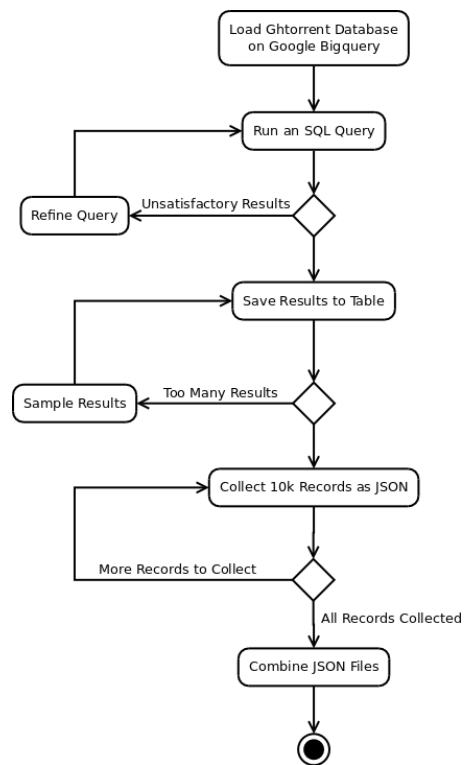 Load Ghtorrent Database
on Google Bigquery
Run an SQL Query
Unsatisfactory Results
Refine Query
Save Results to Table
Too Many Results
Sample Results
Collect 10k Records as JSON
More Records to Collect
All Records Collected
Combine JSON Files